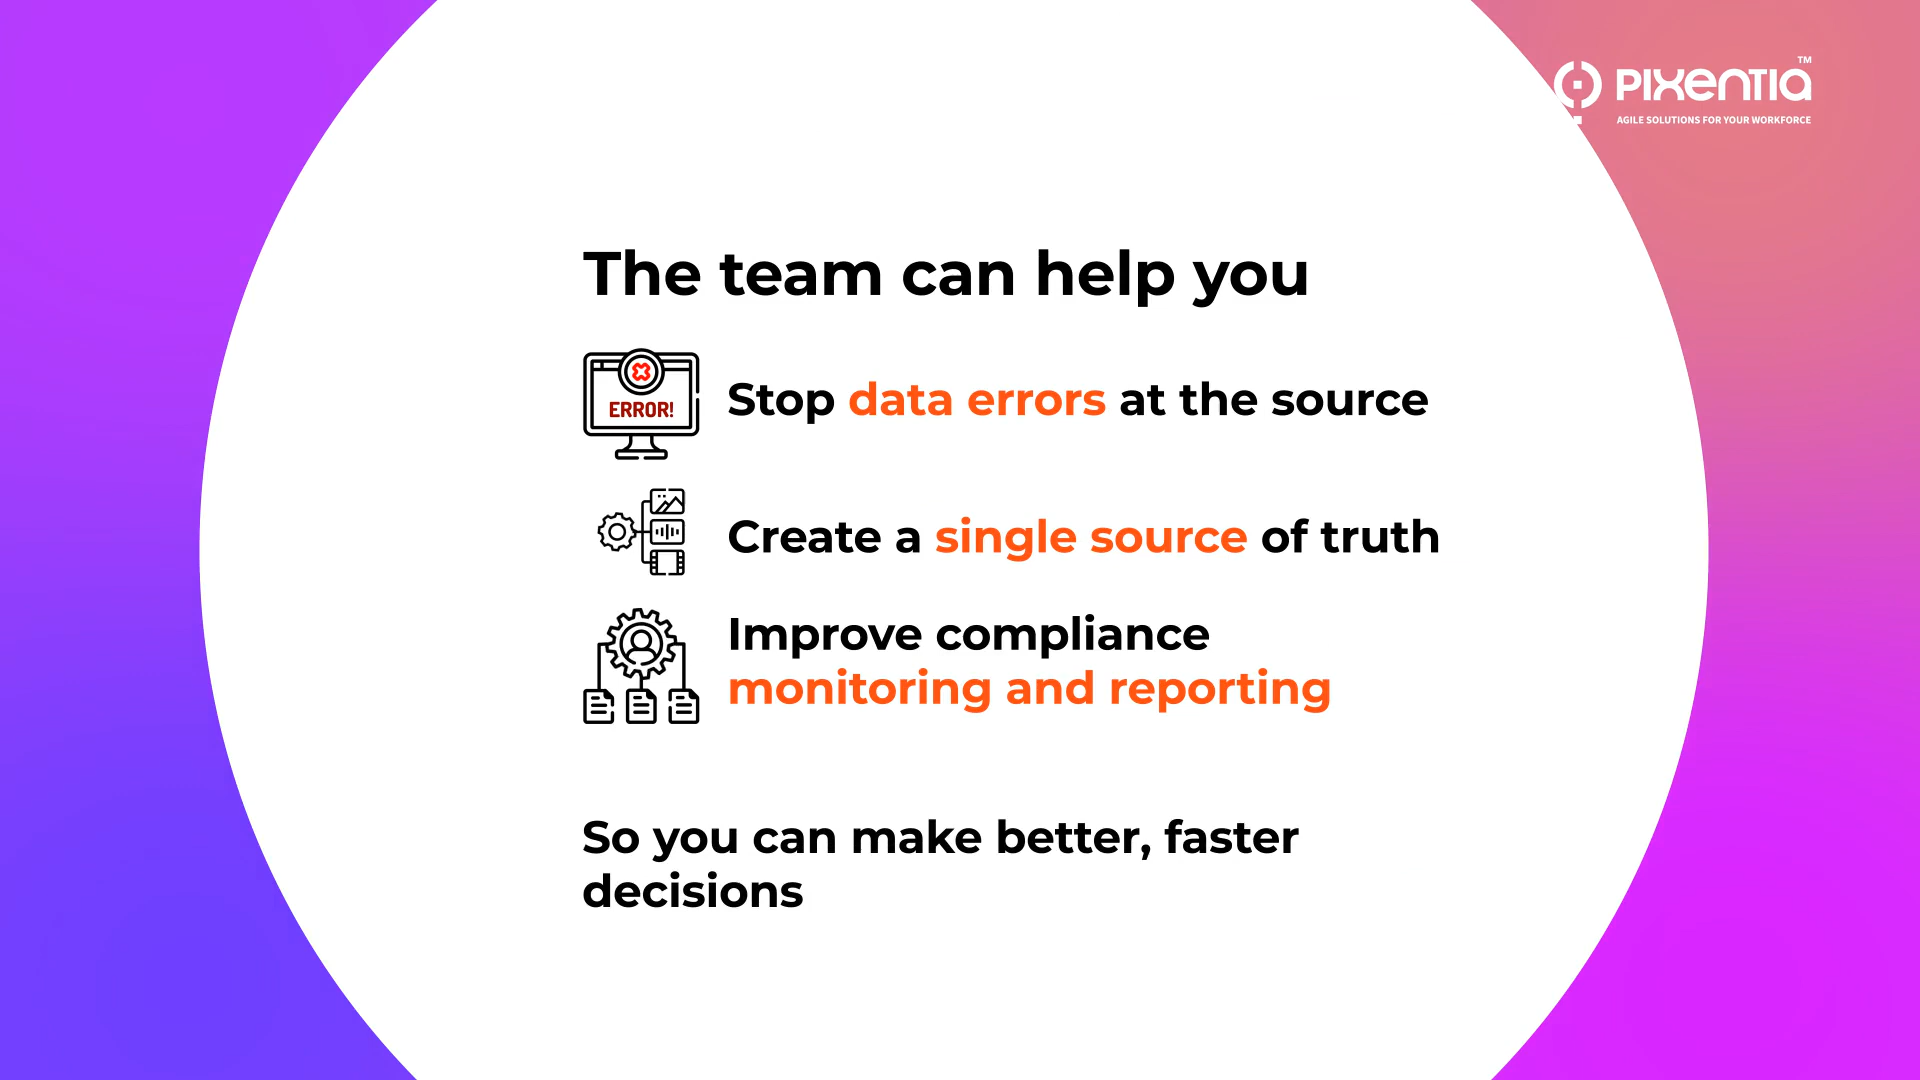 PIXENTIA™
AGILE SOLUTIONS FOR YOUR WORKFORCE
The team can help you
ERROR!
Stop data errors at the source
Create a single source of truth
Improve compliance
monitoring and reporting
So you can make better, faster
decisions